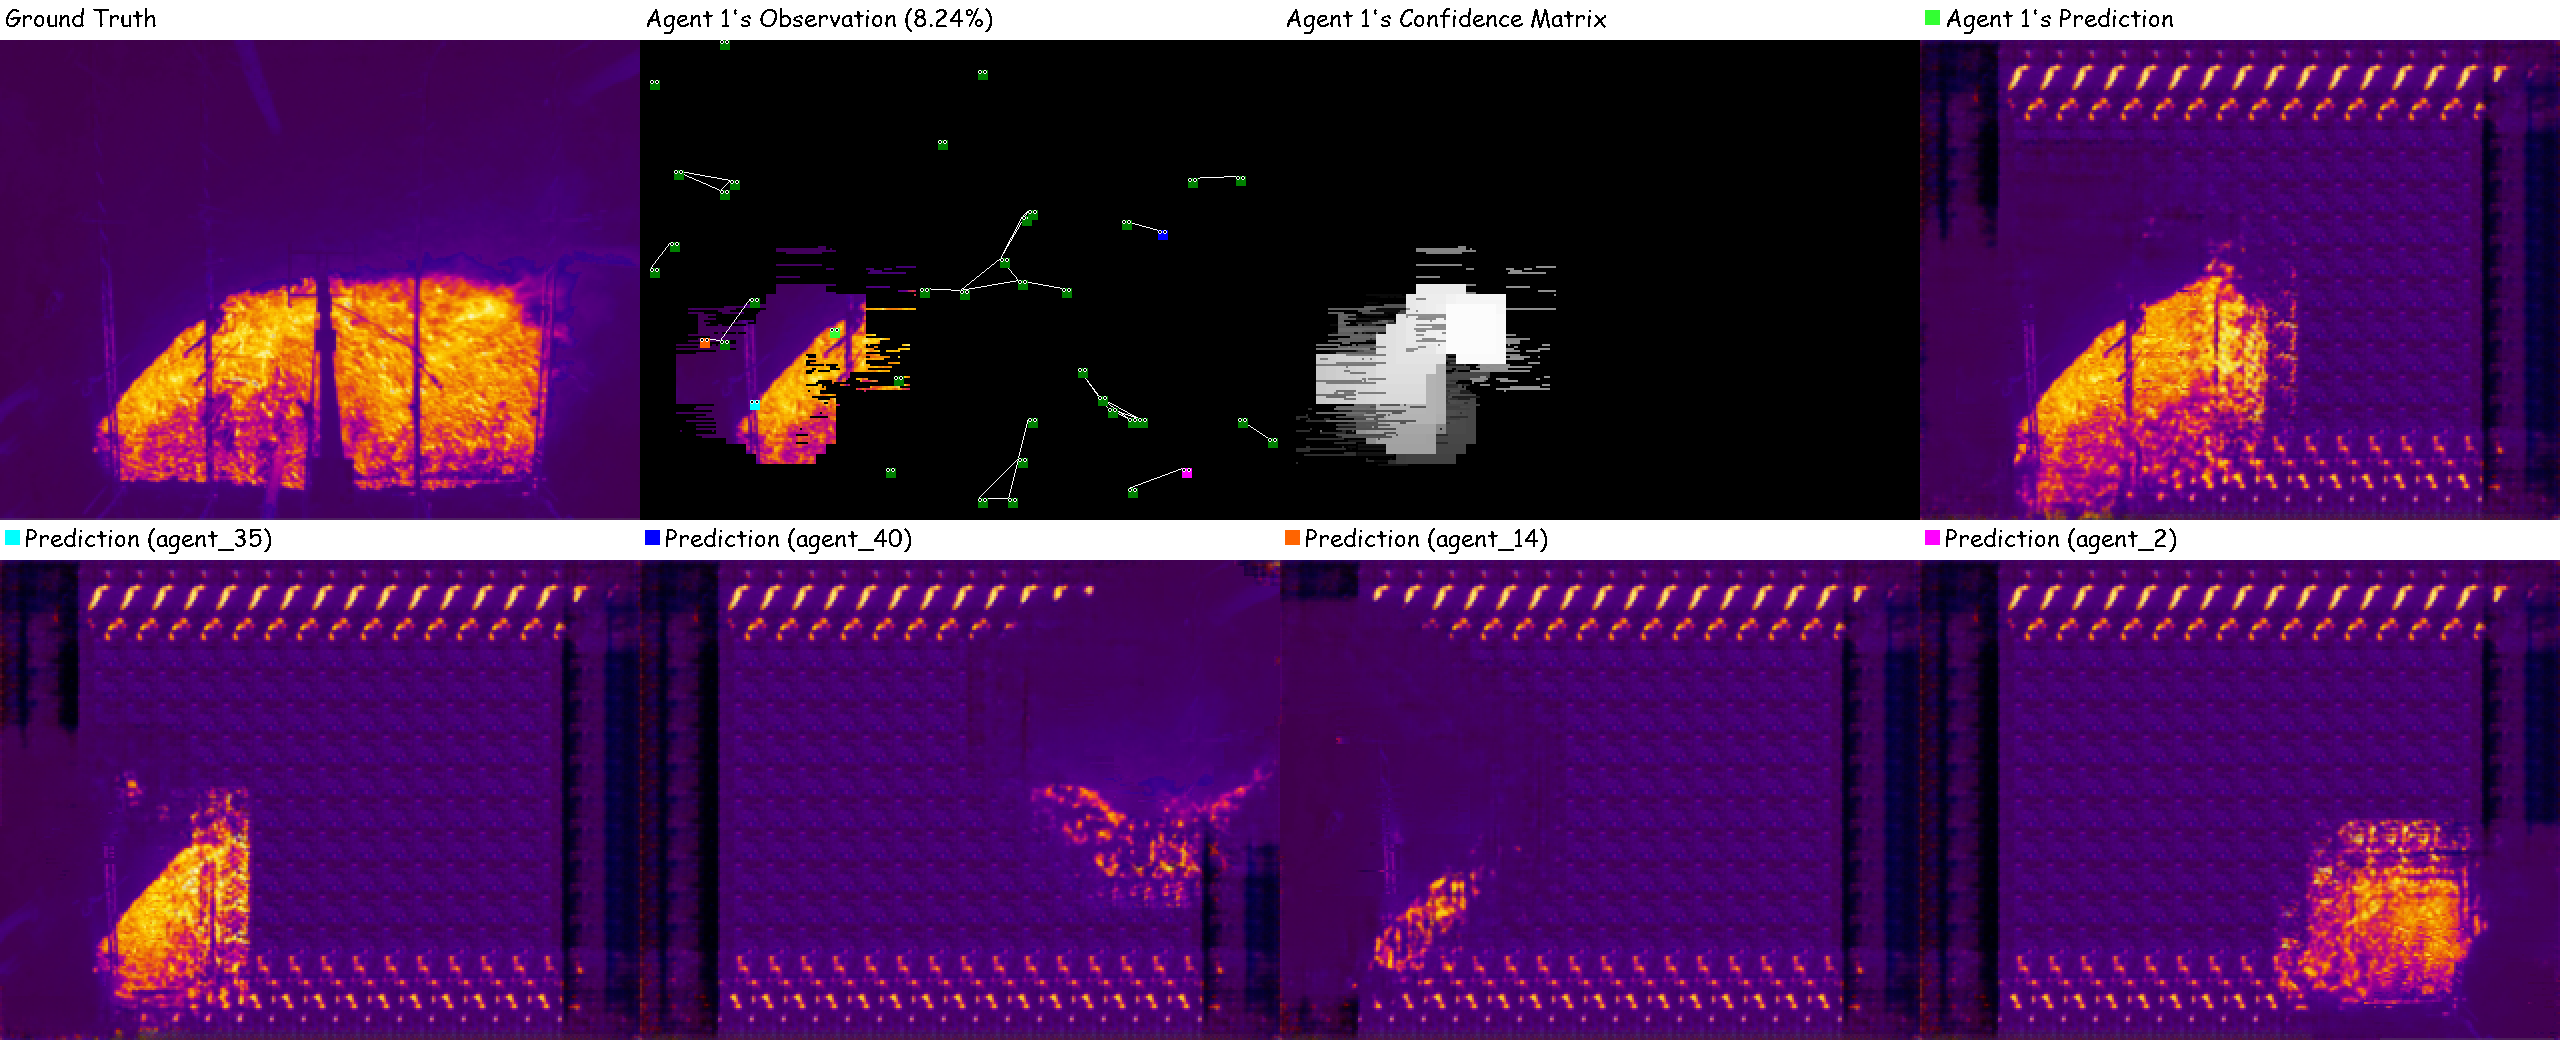 Ground Truth
Agent 1's Observation (8.24%)
Agent 1's Confidence Matrix
Agent 1's Prediction
Prediction (agent_35)
Prediction (agent_40)
Prediction (agent_14)
Prediction (agent_2)